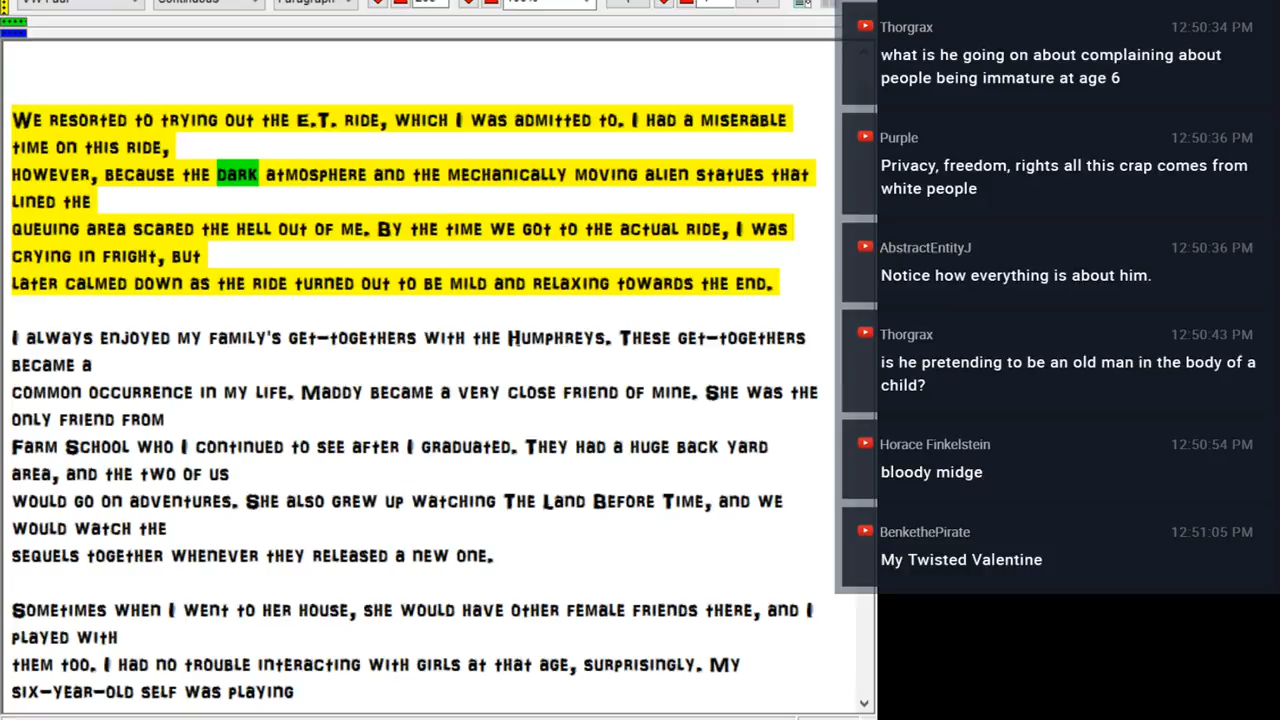 VW Paul
Continuous
Paragraph
We resorted to trying out the E.T. ride, which I was admitted to. I had a miserable
time on this ride,
however, because the dark atmosphere and the mechanically moving alien statues that
lined the
queuing area scared the hell out of me. By the time we got to the actual ride, I was
crying in fright, but
later calmed down as the ride turned out to be mild and relaxing towards the end.
I always enjoyed my family's get-togethers with the Humphreys. These get-togethers
became a
common occurrence in my life. Maddy became a very close friend of mine. She was the
only friend from
Farm School who I continued to see after I graduated. They had a huge back yard
area, and the two of us
would go on adventures. She also grew up watching The Land Before Time, and we
would watch the
sequels together whenever they released a new one.
Sometimes when I went to her house, she would have other female friends there, and I
played with
them too. I had no trouble interacting with girls at that age, surprisingly. My
six-year-old self was playing
Thorgrax 12:50:34 PM
what is he going on about complaining about
people being immature at age 6
Purple 12:50:36 PM
Privacy, freedom, rights all this crap comes from
white people
AbstractEntityJ 12:50:36 PM
Notice how everything is about him.
Thorgrax 12:50:43 PM
is he pretending to be an old man in the body of a
child?
Horace Finkelstein 12:50:54 PM
bloody midge
BenkethePirate 12:51:05 PM
My Twisted Valentine